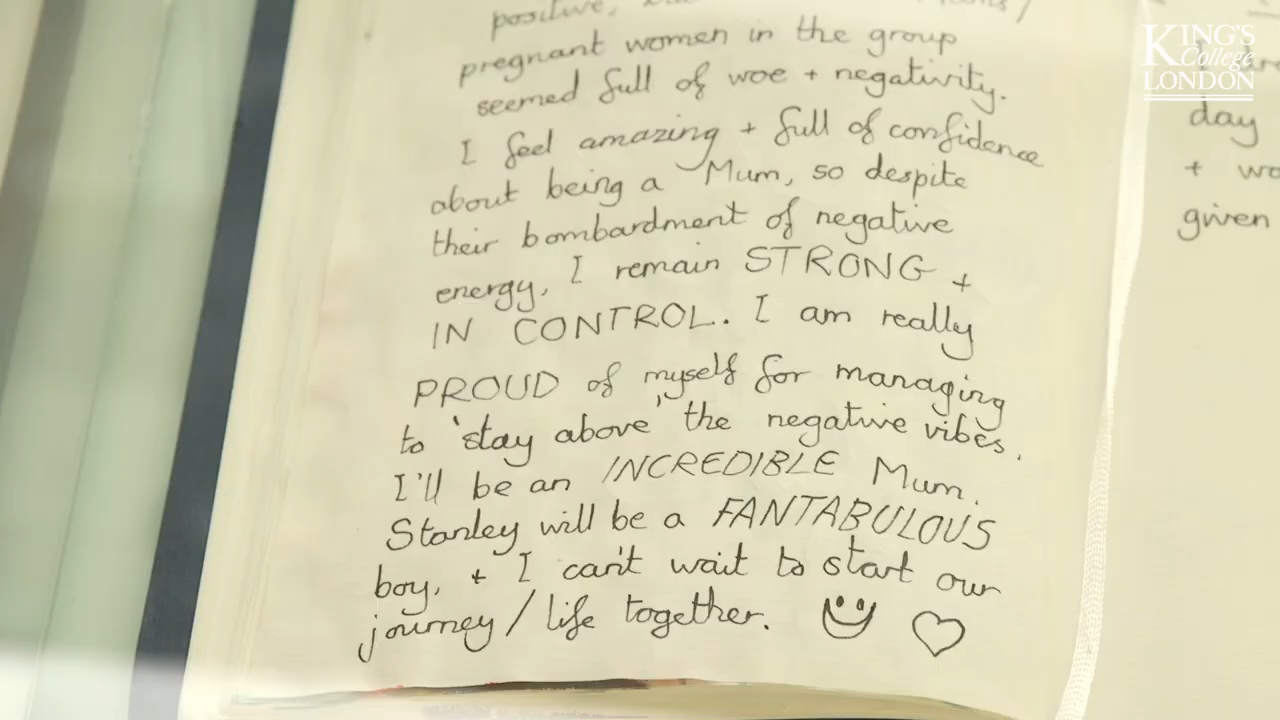 positive,
pregnant women in the group
seemed full of woe + negativity.
I feel amazing + full of confidence
about being a Mum, so despite
their bombardment of negative
energy, I remain STRONG +
IN CONTROL. I am really
PROUD of myself for managing
to 'stay above' the negative vibes.
I'll be an INCREDIBLE Mum.
Stanley will be a FANTABULOUS
boy, + I can't wait to start our
journey / life together.
day
+
given
KING'S
College
LONDON